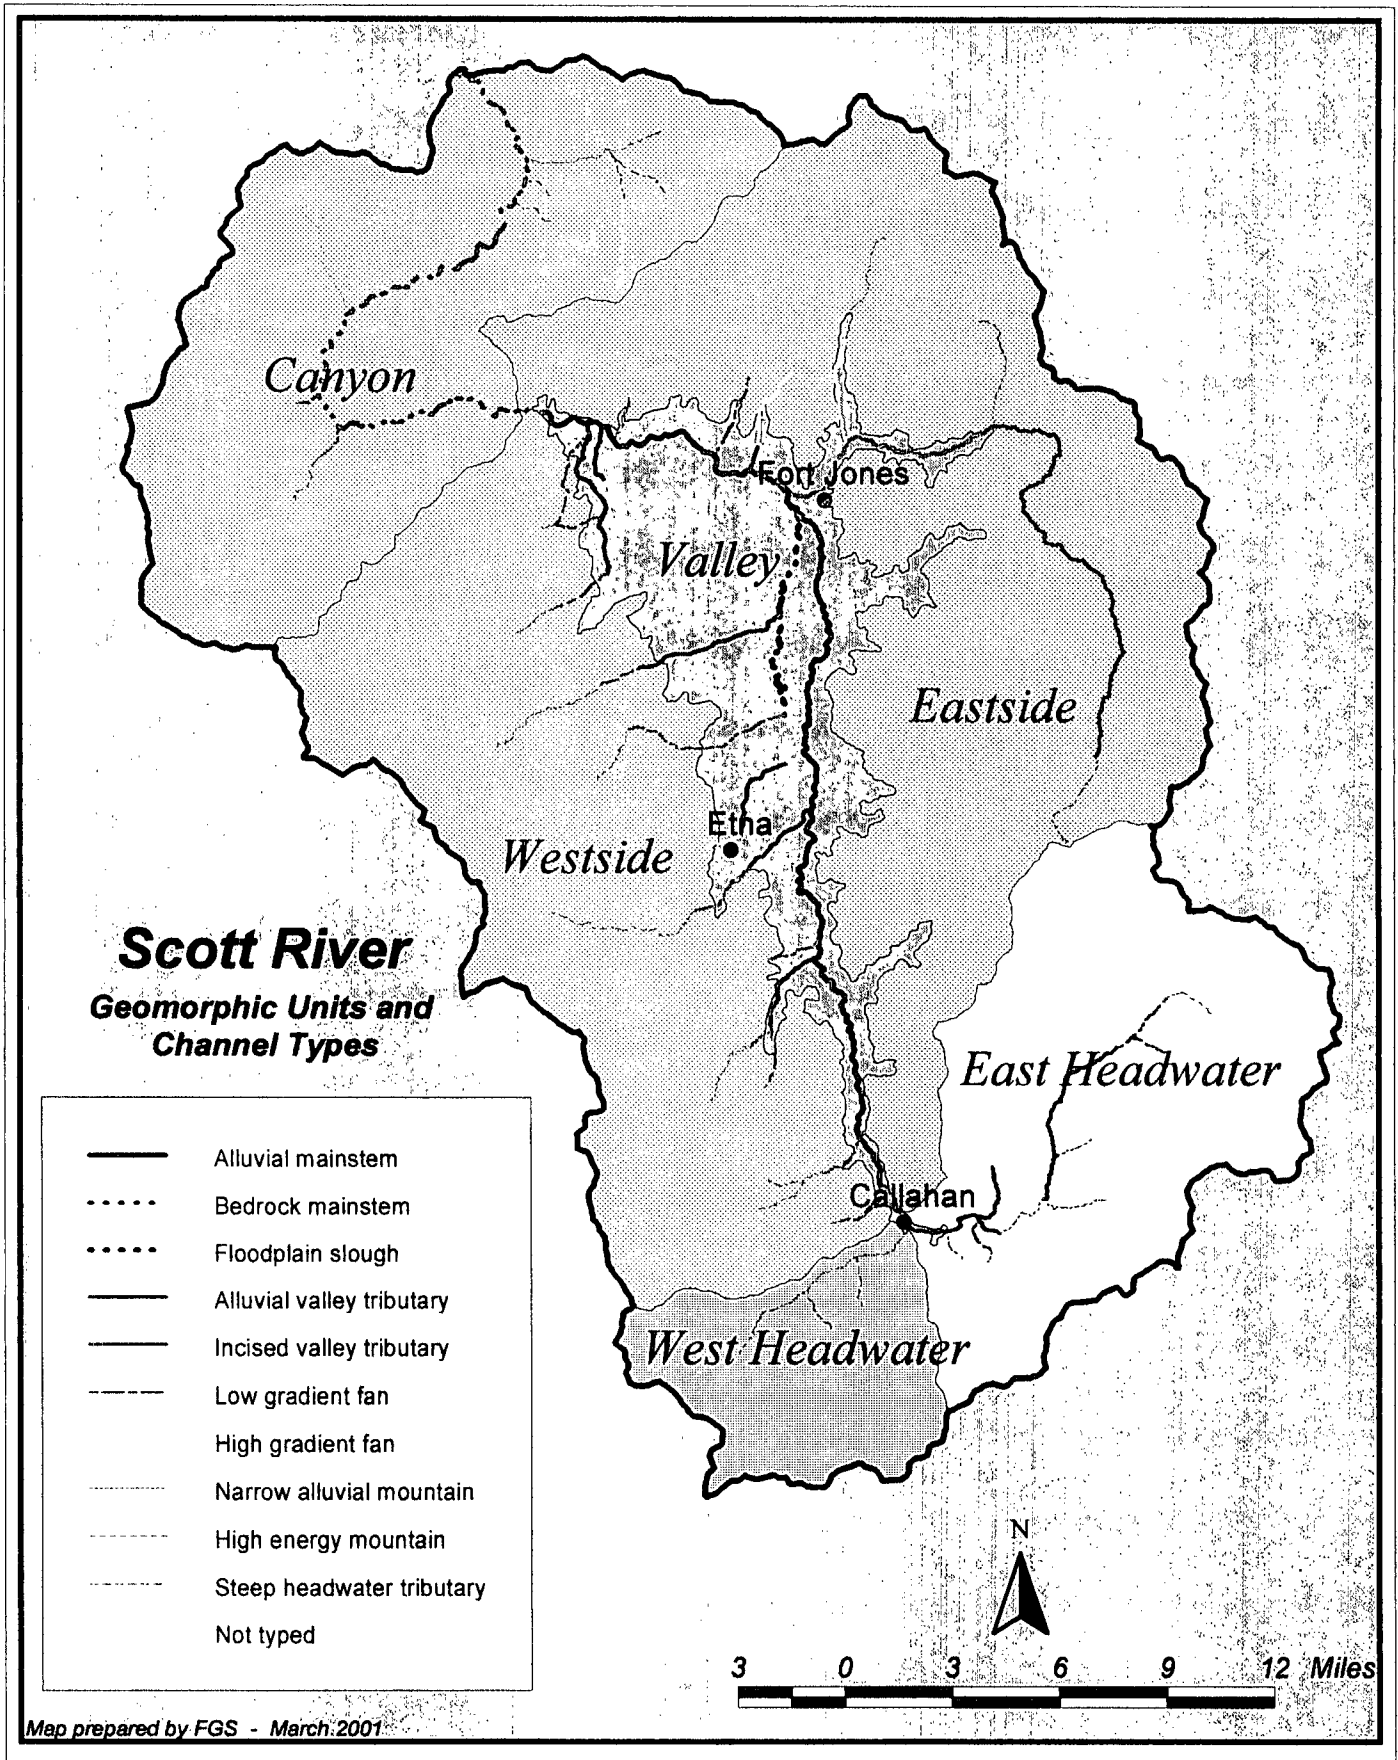 Canyon
Fort Jones
Valley
Eastside
Etna
Westside
Scott River
Geomorphic Units and
Channel Types
East Headwater
Callahan
West Headwater
Alluvial mainstem
Bedrock mainstem
Floodplain slough
Alluvial valley tributary
Incised valley tributary
Low gradient fan
High gradient fan
Narrow alluvial mountain
High energy mountain
Steep headwater tributary
Not typed
N
3 0 3 6 9 12 Miles
Map prepared by FGS - March.2001